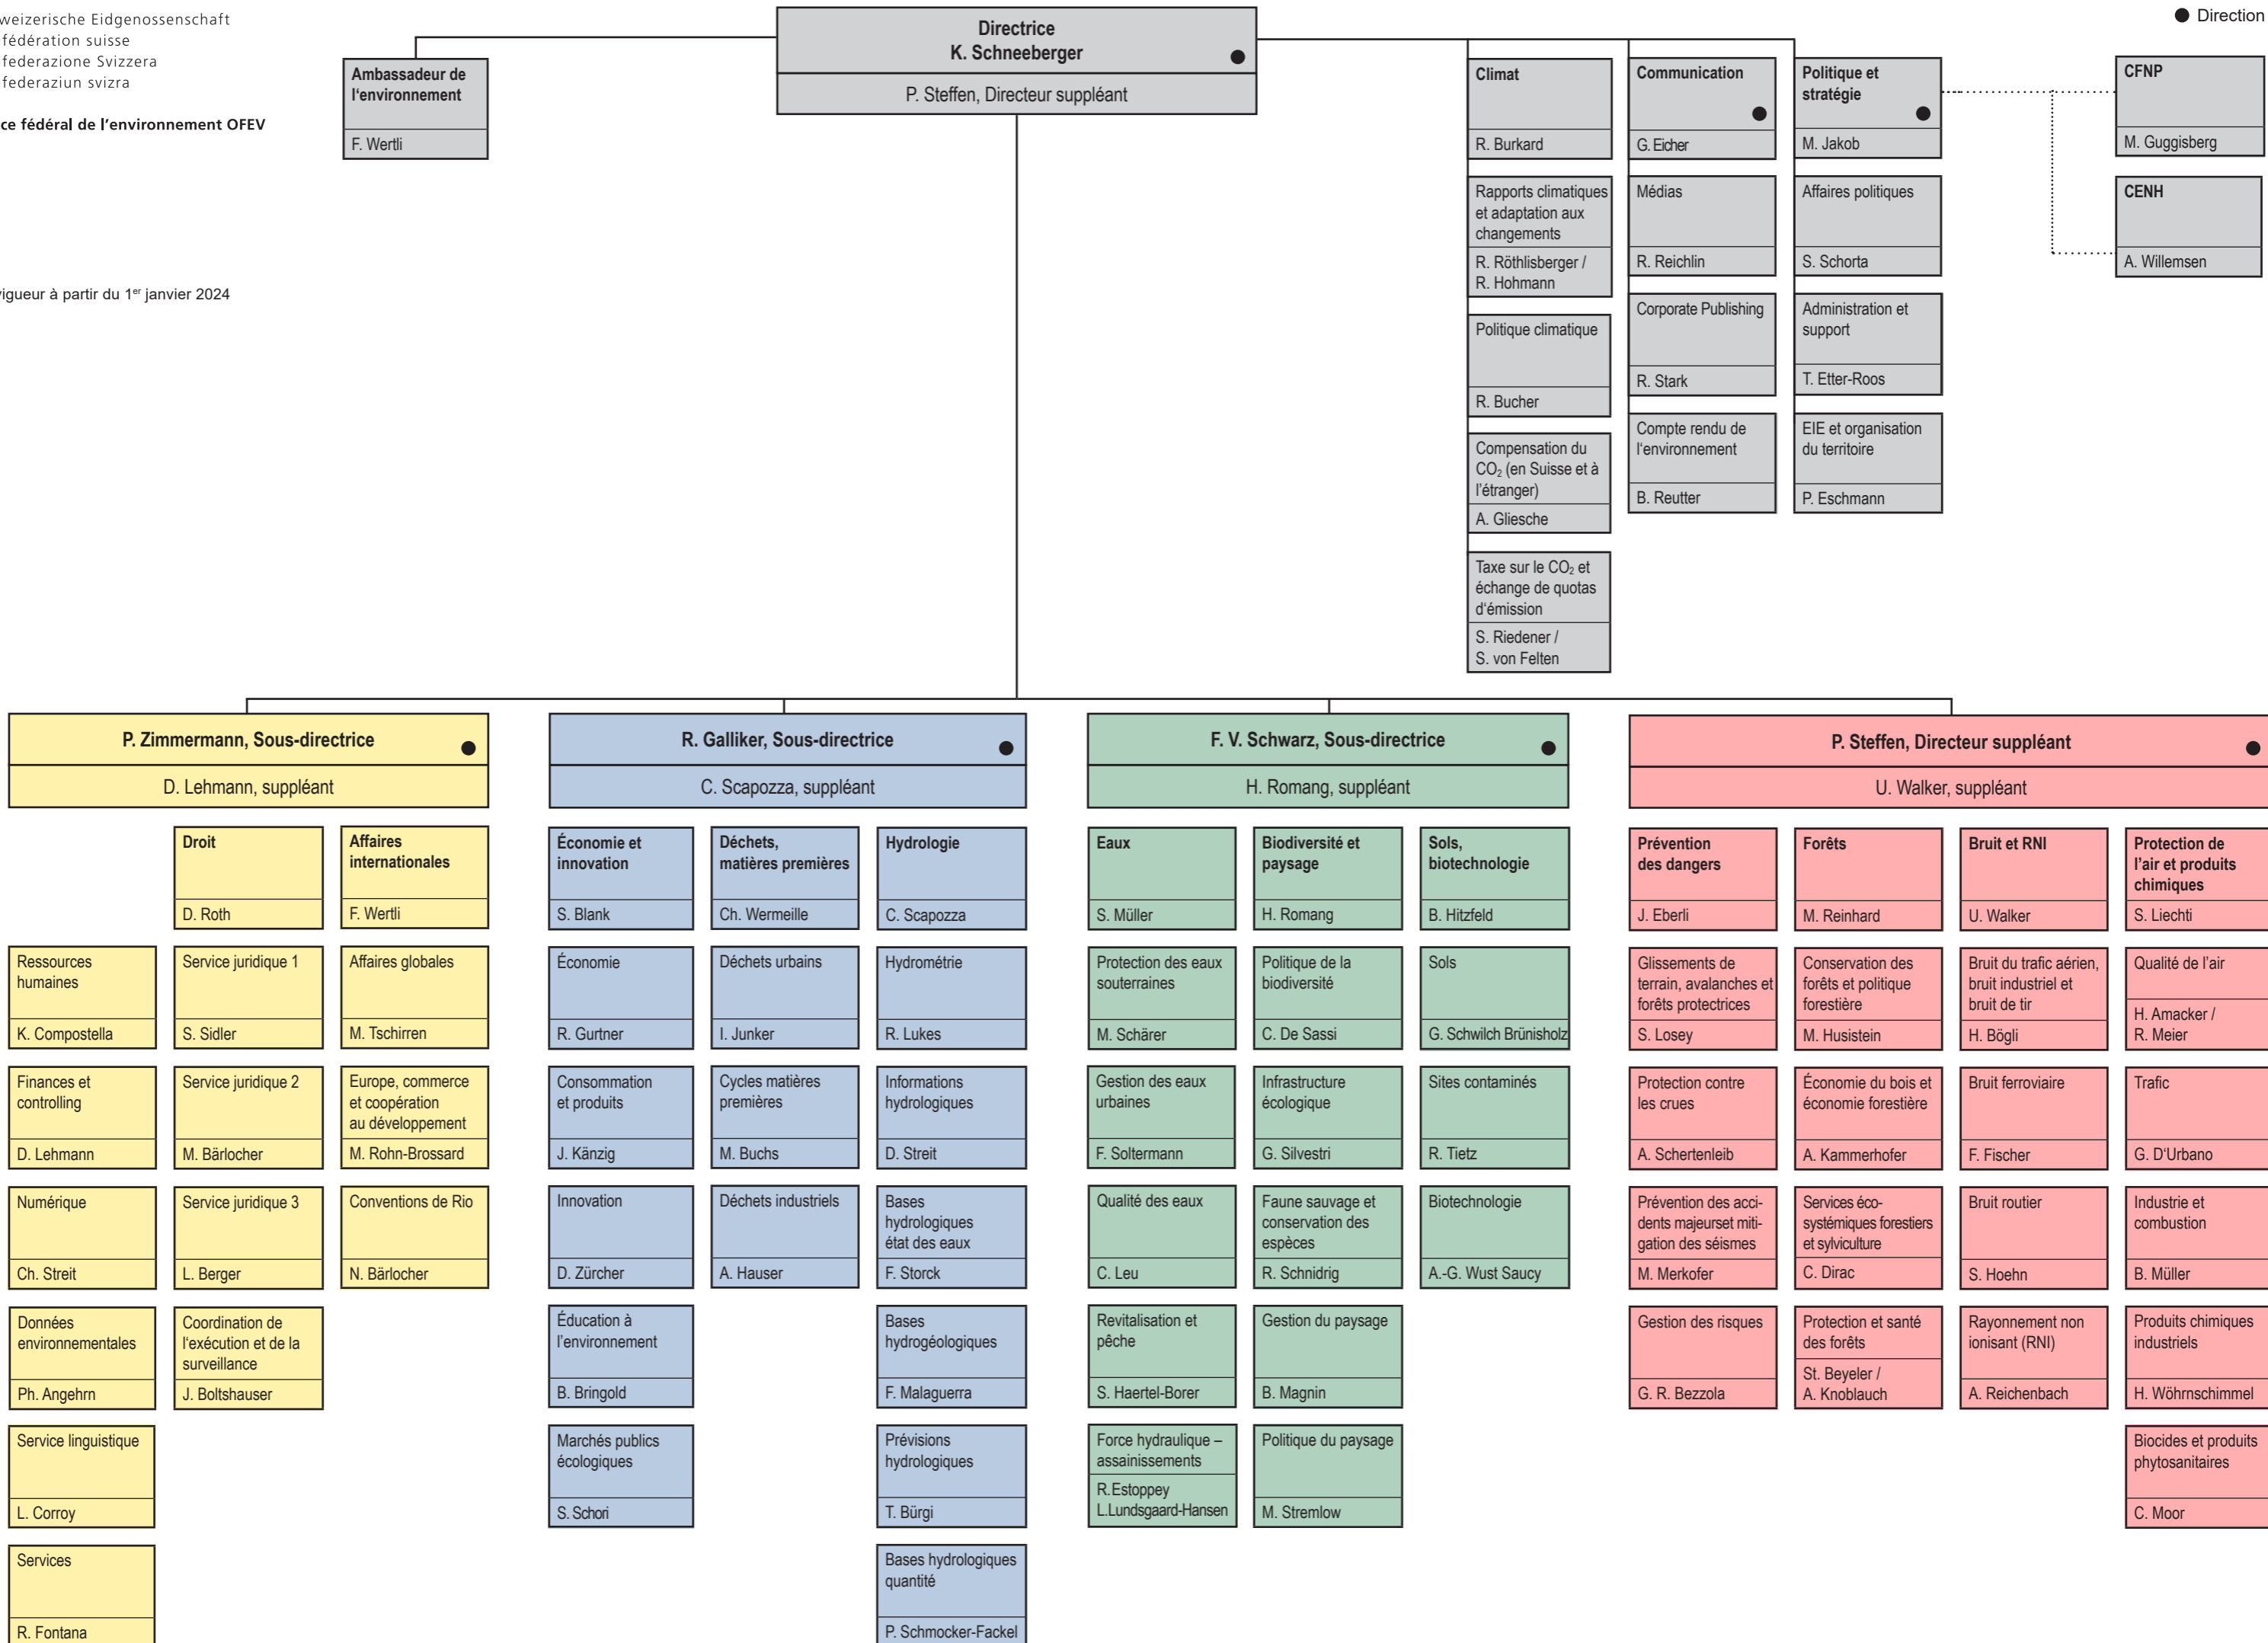 weizerische Eidgenossenschaft
fédération suisse
federazione Svizzera
federaziun svizra
ce fédéral de l'environnement OFEV
vigueur à partir du 1er janvier 2024
Direction
Directrice
K. Schneeberger
P. Steffen, Directeur suppléant
Ambassadeur de
l'environnement
F. Wertli
Climat
R. Burkard
Rapports climatiques
et adaptation aux
changements
R. Röthlisberger /
R. Hohmann
Politique climatique
R. Bucher
Compensation du
CO₂ (en Suisse et à
l'étranger)
A. Gliesche
Taxe sur le CO₂ et
échange de quotas
d'émission
S. Riedener /
S. von Felten
Communication
G. Eicher
Médias
R. Reichlin
Corporate Publishing
R. Stark
Compte rendu de
l'environnement
B. Reutter
Politique et
stratégie
M. Jakob
Affaires politiques
S. Schorta
Administration et
support
T. Etter-Roos
EIE et organisation
du territoire
P. Eschmann
CFNP
M. Guggisberg
CENH
A. Willemsen
P. Zimmermann, Sous-directrice
D. Lehmann, suppléant
Ressources
humaines
K. Compostella
Finances et
controlling
D. Lehmann
Numérique
Ch. Streit
Données
environnementales
Ph. Angehrn
Service linguistique
L. Corroy
Services
R. Fontana
Droit
D. Roth
Service juridique 1
S. Sidler
Service juridique 2
M. Bärlocher
Service juridique 3
L. Berger
Coordination de
l'exécution et de la
surveillance
J. Boltshauser
Affaires
internationales
F. Wertli
Affaires globales
M. Tschirren
Europe, commerce
et coopération
au développement
M. Rohn-Brossard
Conventions de Rio
N. Bärlocher
R. Galliker, Sous-directrice
C. Scapozza, suppléant
Économie et
innovation
S. Blank
Économie
R. Gurtner
Consommation
et produits
J. Känzig
Innovation
D. Zürcher
Éducation à
l'environnement
B. Bringold
Marchés publics
écologiques
S. Schori
Déchets,
matières premières
Ch. Wermeille
Déchets urbains
I. Junker
Cycles matières
premières
M. Buchs
Déchets industriels
A. Hauser
Hydrologie
C. Scapozza
Hydrométrie
R. Lukes
Informations
hydrologiques
D. Streit
Bases
hydrologiques
état des eaux
F. Storck
Bases
hydrogéologiques
F. Malaguerra
Prévisions
hydrologiques
T. Bürgi
Bases hydrologiques
quantité
P. Schmocker-Fackel
F. V. Schwarz, Sous-directrice
H. Romang, suppléant
Eaux
S. Müller
Protection des eaux
souterraines
M. Schärer
Gestion des eaux
urbaines
F. Soltermann
Qualité des eaux
C. Leu
Revitalisation et
pêche
S. Haertel-Borer
Force hydraulique –
assainissements
R.Estoppey
L.Lundsgaard-Hansen
Biodiversité et
paysage
H. Romang
Politique de la
biodiversité
C. De Sassi
Infrastructure
écologique
G. Silvestri
Faune sauvage et
conservation des
espèces
R. Schnidrig
Gestion du paysage
B. Magnin
Politique du paysage
M. Stremlow
Sols,
biotechnologie
B. Hitzfeld
Sols
G. Schwilch Brünisholz
Sites contaminés
R. Tietz
Biotechnologie
A.-G. Wust Saucy
P. Steffen, Directeur suppléant
U. Walker, suppléant
Prévention
des dangers
J. Eberli
Glissements de
terrain, avalanches et
forêts protectrices
S. Losey
Protection contre
les crues
A. Schertenleib
Prévention des acci-
dents majeurset miti-
gation des séismes
M. Merkofer
Gestion des risques
G. R. Bezzola
Forêts
M. Reinhard
Conservation des
forêts et politique
forestière
M. Husistein
Économie du bois et
économie forestière
A. Kammerhofer
Services éco-
systémiques forestiers
et sylviculture
C. Dirac
Protection et santé
des forêts
St. Beyeler /
A. Knoblauch
Bruit et RNI
U. Walker
Bruit du trafic aérien,
bruit industriel et
bruit de tir
H. Bögli
Bruit ferroviaire
F. Fischer
Bruit routier
S. Hoehn
Rayonnement non
ionisant (RNI)
A. Reichenbach
Protection de
l'air et produits
chimiques
S. Liechti
Qualité de l'air
H. Amacker /
R. Meier
Trafic
G. D'Urbano
Industrie et
combustion
B. Müller
Produits chimiques
industriels
H. Wöhrnschimmel
Biocides et produits
phytosanitaires
C. Moor